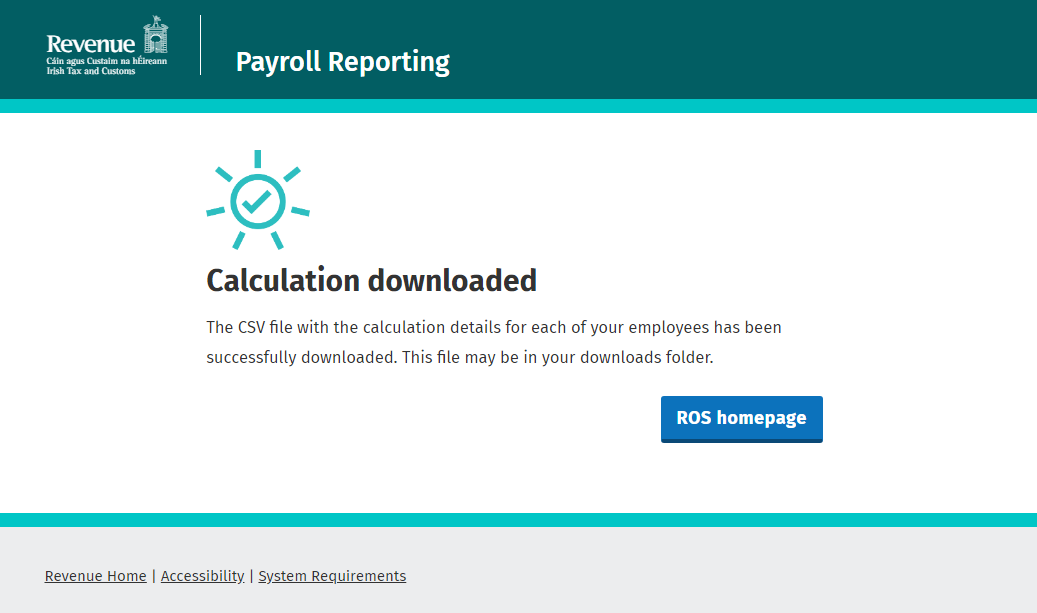 Revenue
Cáin agus Custaim na hÉireann
Irish Tax and Customs
Payroll Reporting
Calculation downloaded
The CSV file with the calculation details for each of your employees has been
successfully downloaded. This file may be in your downloads folder.
ROS homepage
Revenue Home | Accessibility | System Requirements